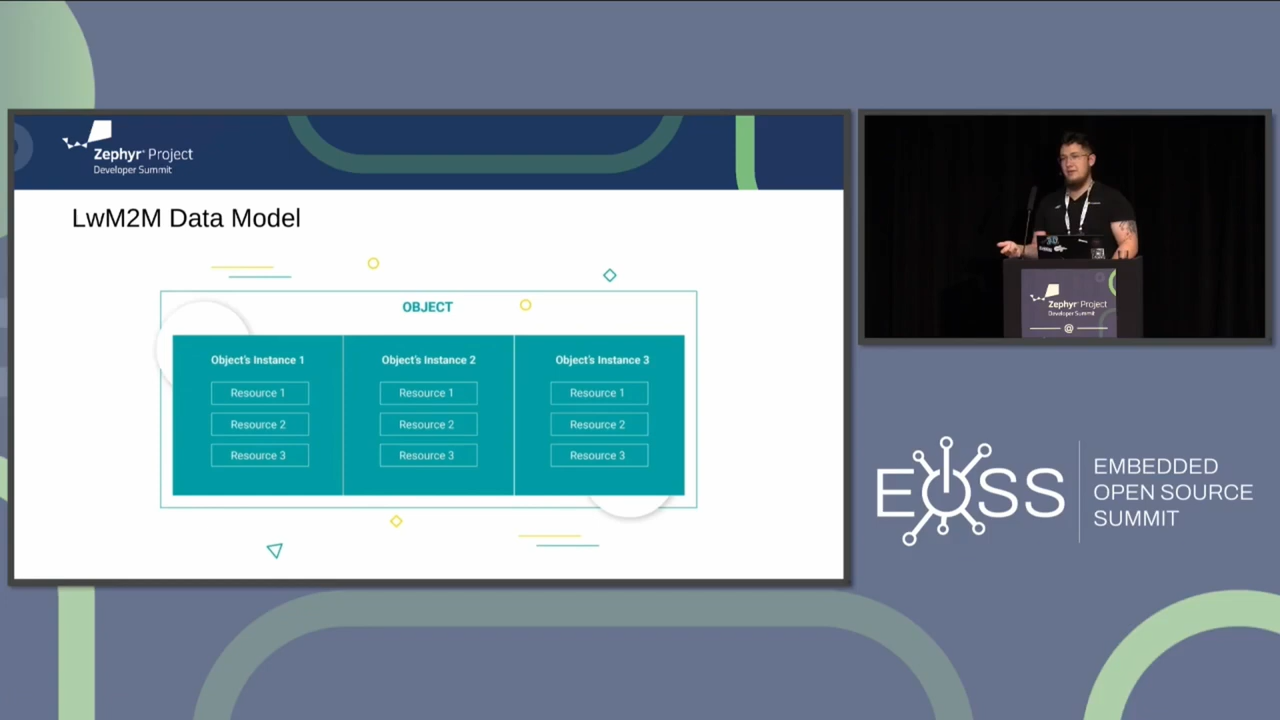 Zephyr® Project
Developer Summit
LwM2M Data Model
OBJECT
Object's Instance 1
Resource 1
Resource 2
Resource 3
Object's Instance 2
Resource 1
Resource 2
Resource 3
Object's Instance 3
Resource 1
Resource 2
Resource 3
Zephyr® Project
Developer Summit
@
EOSS
EMBEDDED
OPEN SOURCE
SUMMIT